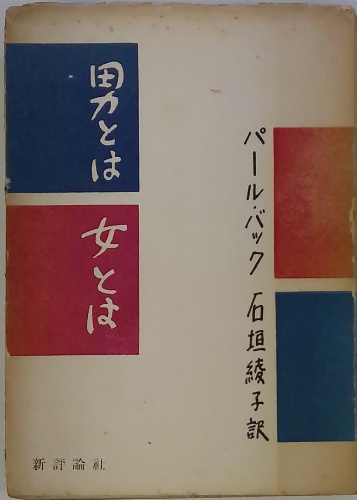 男とは
女とは
パール・バック 石垣綾子訳
新評論社